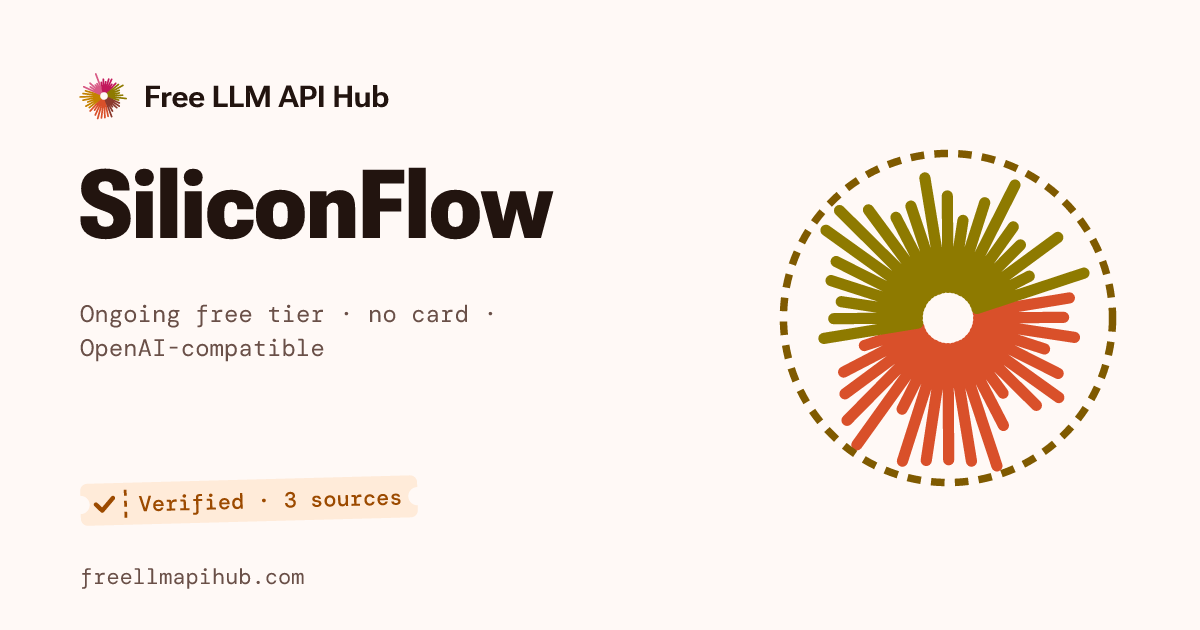 Free LLM API Hub
SiliconFlow
Ongoing free tier · no card ·
OpenAI-compatible
Verified · 3 sources
freellmapihub.com